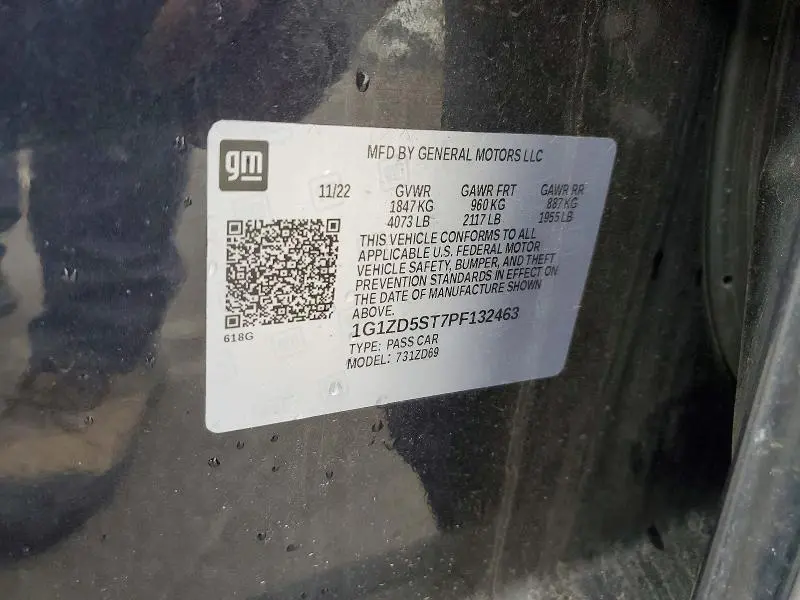 gm
MFD BY GENERAL MOTORS LLC
11/22 GVWR GAWR FRT GAWR RR
1847 KG 960 KG 887 KG
4073 LB 2117 LB 1955 LB
THIS VEHICLE CONFORMS TO ALL
APPLICABLE U.S. FEDERAL MOTOR
VEHICLE SAFETY, BUMPER, AND THEFT
PREVENTION STANDARDS IN EFFECT ON
THE DATE OF MANUFACTURE SHOWN
ABOVE.
618G
1G1ZD5ST7PF132463
TYPE: PASS CAR
MODEL: 731ZD69